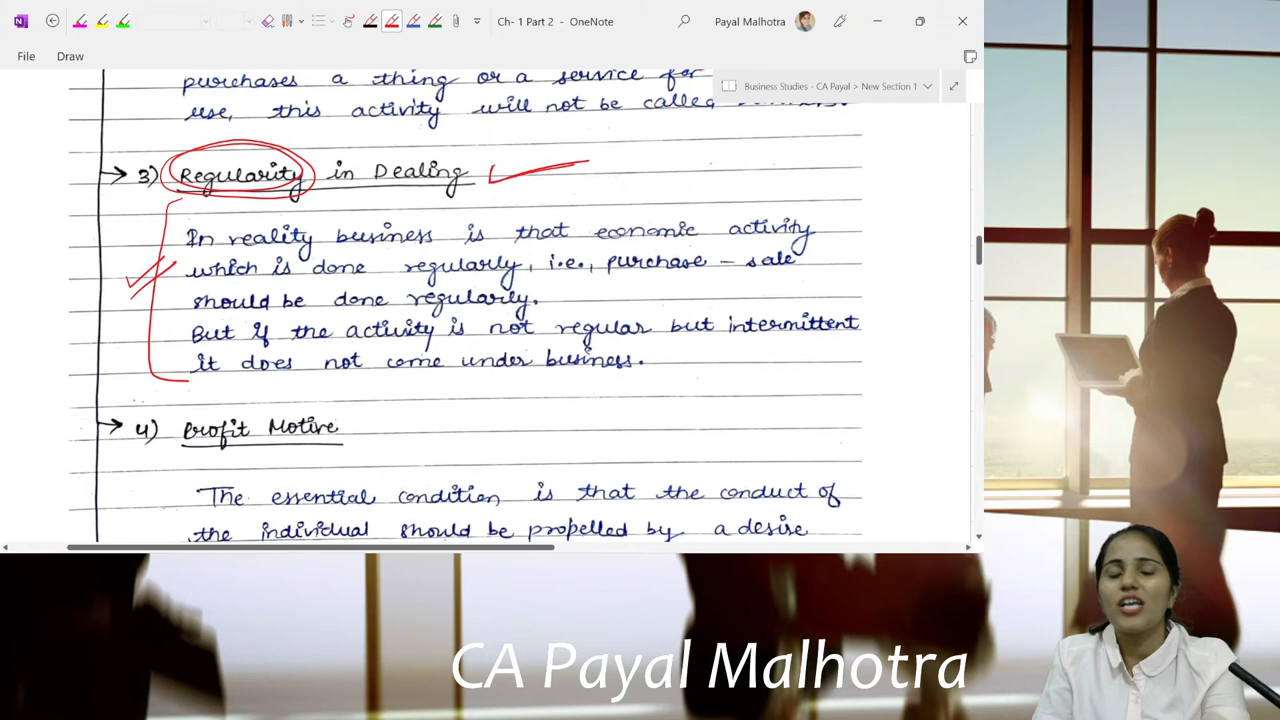 Ch- 1 Part 2 - OneNote
Payal Malhotra
File Draw
purchases a thing or a service for
Business Studies - CA Payal > New Section 1
use, this activity will not be called
3) Regularity in Dealing
In reality business is that economic activity
which is done regularly, i.e., purchase - sale
should be done regularily.
But if the activity is not regular but intermittent
it does not come under business.
4) Profit Motive
The essential condition is that the conduct of
the individual should be propelled by a desire
CA Payal Malhotra